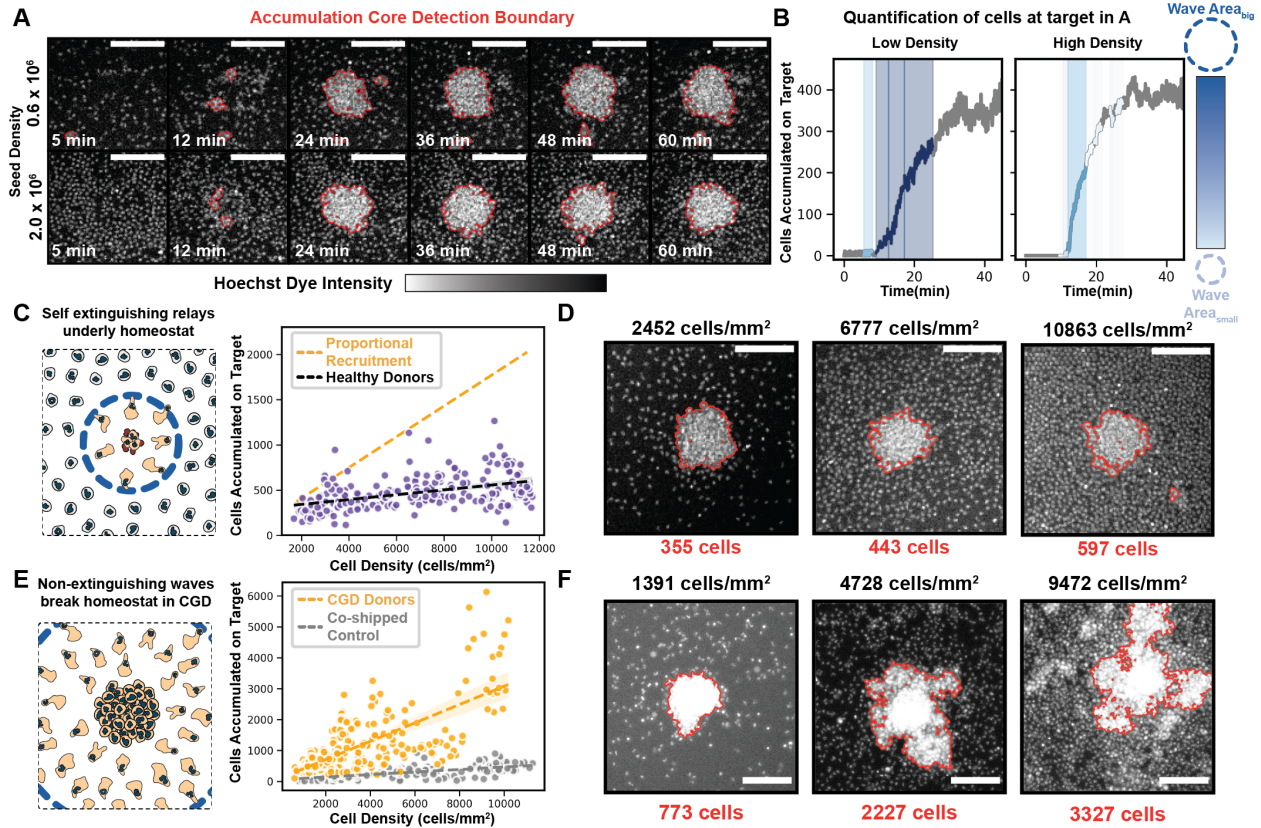 A
Accumulation Core Detection Boundary
Seed Density
0.6 x 10⁶
2.0 x 10⁶
5 min
12 min
24 min
36 min
48 min
60 min
5 min
12 min
24 min
36 min
48 min
60 min
Hoechst Dye Intensity
B
Quantification of cells at target in A
Low Density
High Density
Cells Accumulated on Target
400
300
200
100
0
0
20
40
Time(min)
0
20
40
Time(min)
Wave Area_big
Wave
Area_small
C
Self extinguishing relays
underly homeostat
Proportional
Recruitment
Healthy Donors
Cells Accumulated on Target
2000
1500
1000
500
0
2000
4000
6000
8000
10000
12000
Cell Density (cells/mm²)
D
2452 cells/mm²
6777 cells/mm²
10863 cells/mm²
355 cells
443 cells
597 cells
E
Non-extinguishing waves
break homeostat in CGD
CGD Donors
Co-shipped
Control
Cells Accumulated on Target
6000
5000
4000
3000
2000
1000
0
2000
4000
6000
8000
10000
Cell Density (cells/mm²)
F
1391 cells/mm²
4728 cells/mm²
9472 cells/mm²
773 cells
2227 cells
3327 cells